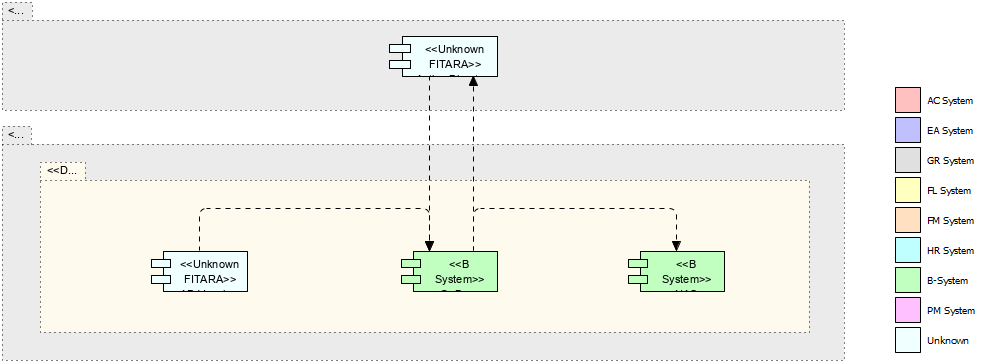 <...
<<Unknown
FITARA>>
<...
<<D...
<<Unknown
FITARA>>
<<B
System>>
<<B
System>>
AC System
EA System
GR System
FL System
FM System
HR System
B-System
PM System
Unknown